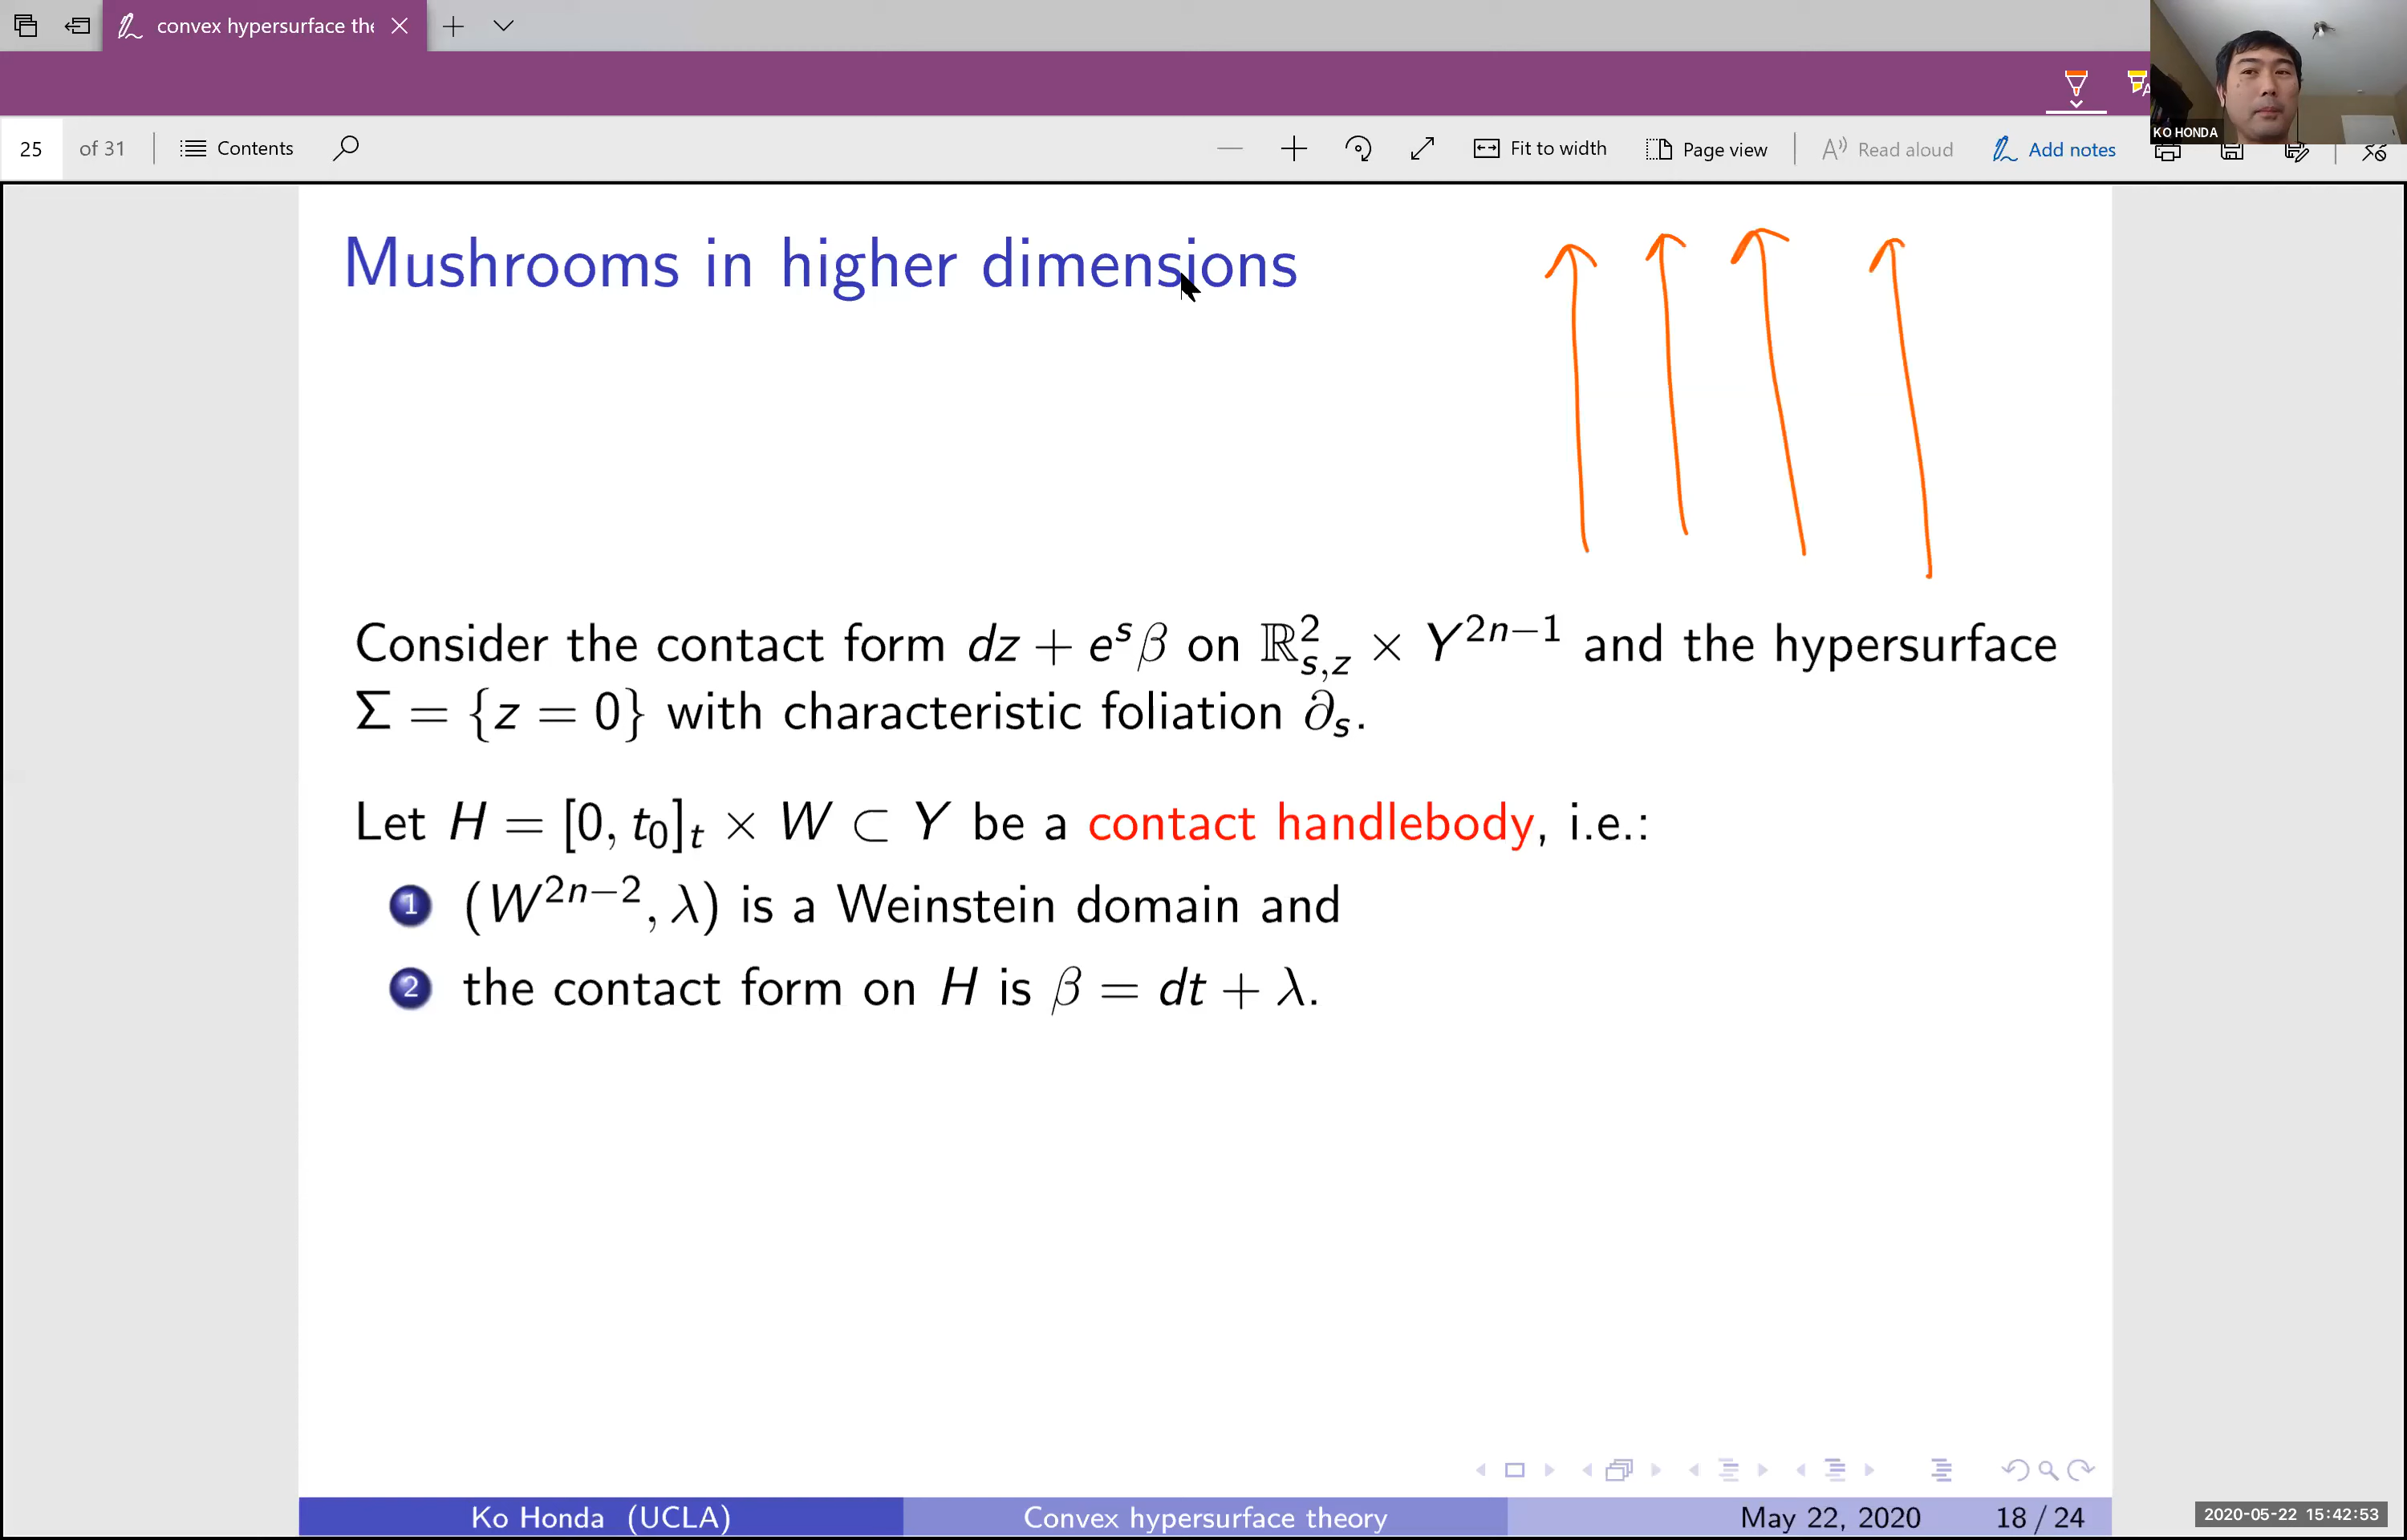 convex hypersurface the
25 of 31 Contents Fit to width Page view Read aloud Add notes
KO HONDA
Mushrooms in higher dimensions
Consider the contact form dz + e^s β on ℝ²_{s,z} × Y^{2n−1} and the hypersurface
Σ = {z = 0} with characteristic foliation ∂_s.
Let H = [0, t₀]_t × W ⊂ Y be a contact handlebody, i.e.:
1 (W^{2n−2}, λ) is a Weinstein domain and
2 the contact form on H is β = dt + λ.
Ko Honda (UCLA) Convex hypersurface theory May 22, 2020 18 / 24
2020-05-22 15:42:53